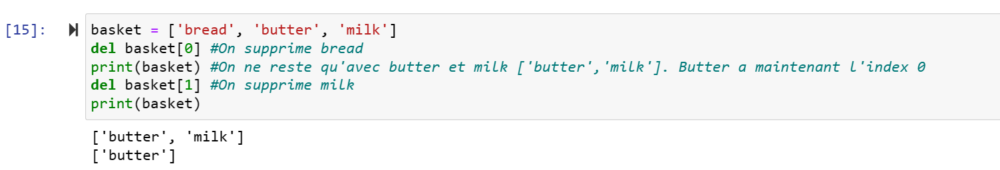 [15]: basket = ['bread', 'butter', 'milk']
del basket[0] #On supprime bread
print(basket) #On ne reste qu'avec butter et milk ['butter','milk']. Butter a maintenant l'index 0
del basket[1] #On supprime milk
print(basket)
['butter', 'milk']
['butter']